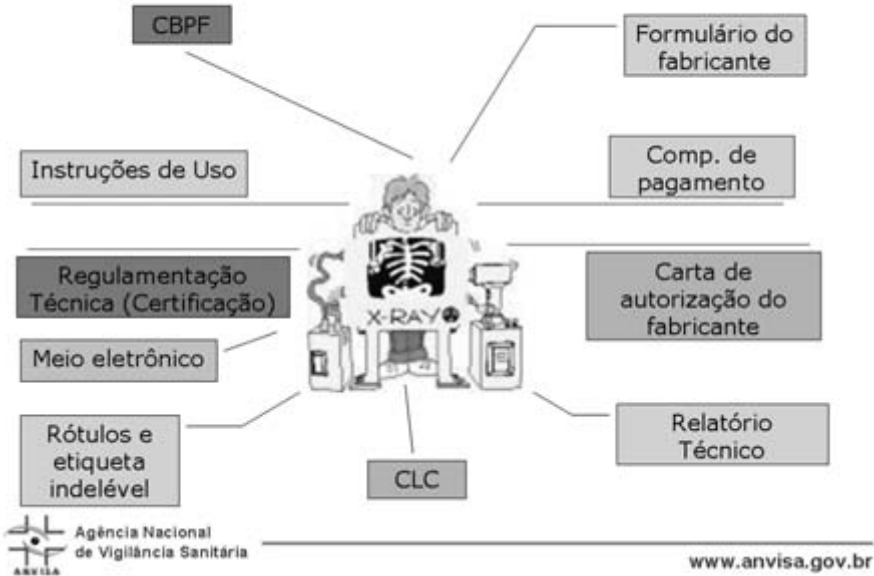 CBPF
Formulário do
fabricante
Instruções de Uso
Comp. de
pagamento
Regulamentação
Técnica (Certificação)
Carta de
autorização do
fabricante
X-RAY
Meio eletrônico
Rótulos e
etiqueta
indelével
CLC
Relatório
Técnico
Agência Nacional
de Vigilância Sanitária
ANVISA
www.anvisa.gov.br